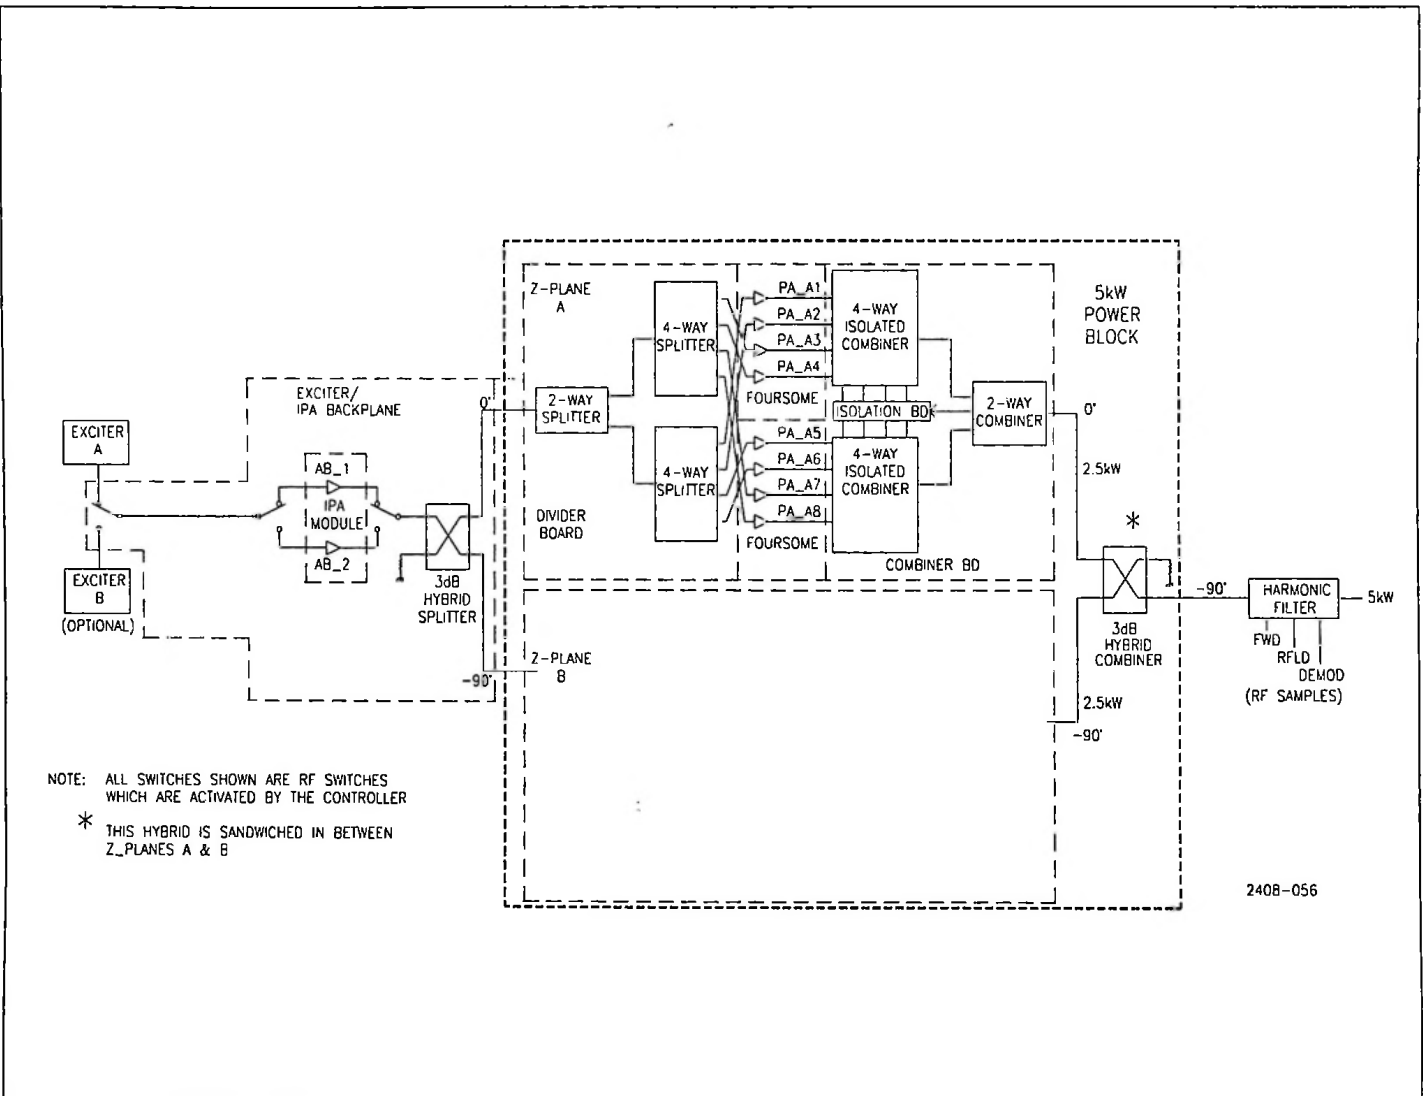 Z-PLANE
A
4-WAY
SPLITTER
PA_A1
PA_A2
PA_A3
PA_A4
FOURSOME
4-WAY
ISOLATED
COMBINER
5kW
POWER
BLOCK
EXCITER/
IPA BACKPLANE
0°
2-WAY
SPLITTER
ISOLATION BD
2-WAY
COMBINER
0°
EXCITER
A
AB_1
IPA
MODULE
AB_2
4-WAY
SPLITTER
PA_A5
PA_A6
PA_A7
PA_A8
FOURSOME
4-WAY
ISOLATED
COMBINER
2.5kW
*
DIVIDER
BOARD
COMBINER BD
EXCITER
B
(OPTIONAL)
3dB
HYBRID
SPLITTER
3dB
HYBRID
COMBINER
-90°
HARMONIC
FILTER
5kW
FWD
RFLD
DEMOD
(RF SAMPLES)
-90°
Z-PLANE
B
2.5kW
-90°
NOTE: ALL SWITCHES SHOWN ARE RF SWITCHES
WHICH ARE ACTIVATED BY THE CONTROLLER
* THIS HYBRID IS SANDWICHED IN BETWEEN
Z_PLANES A & B
2408-056